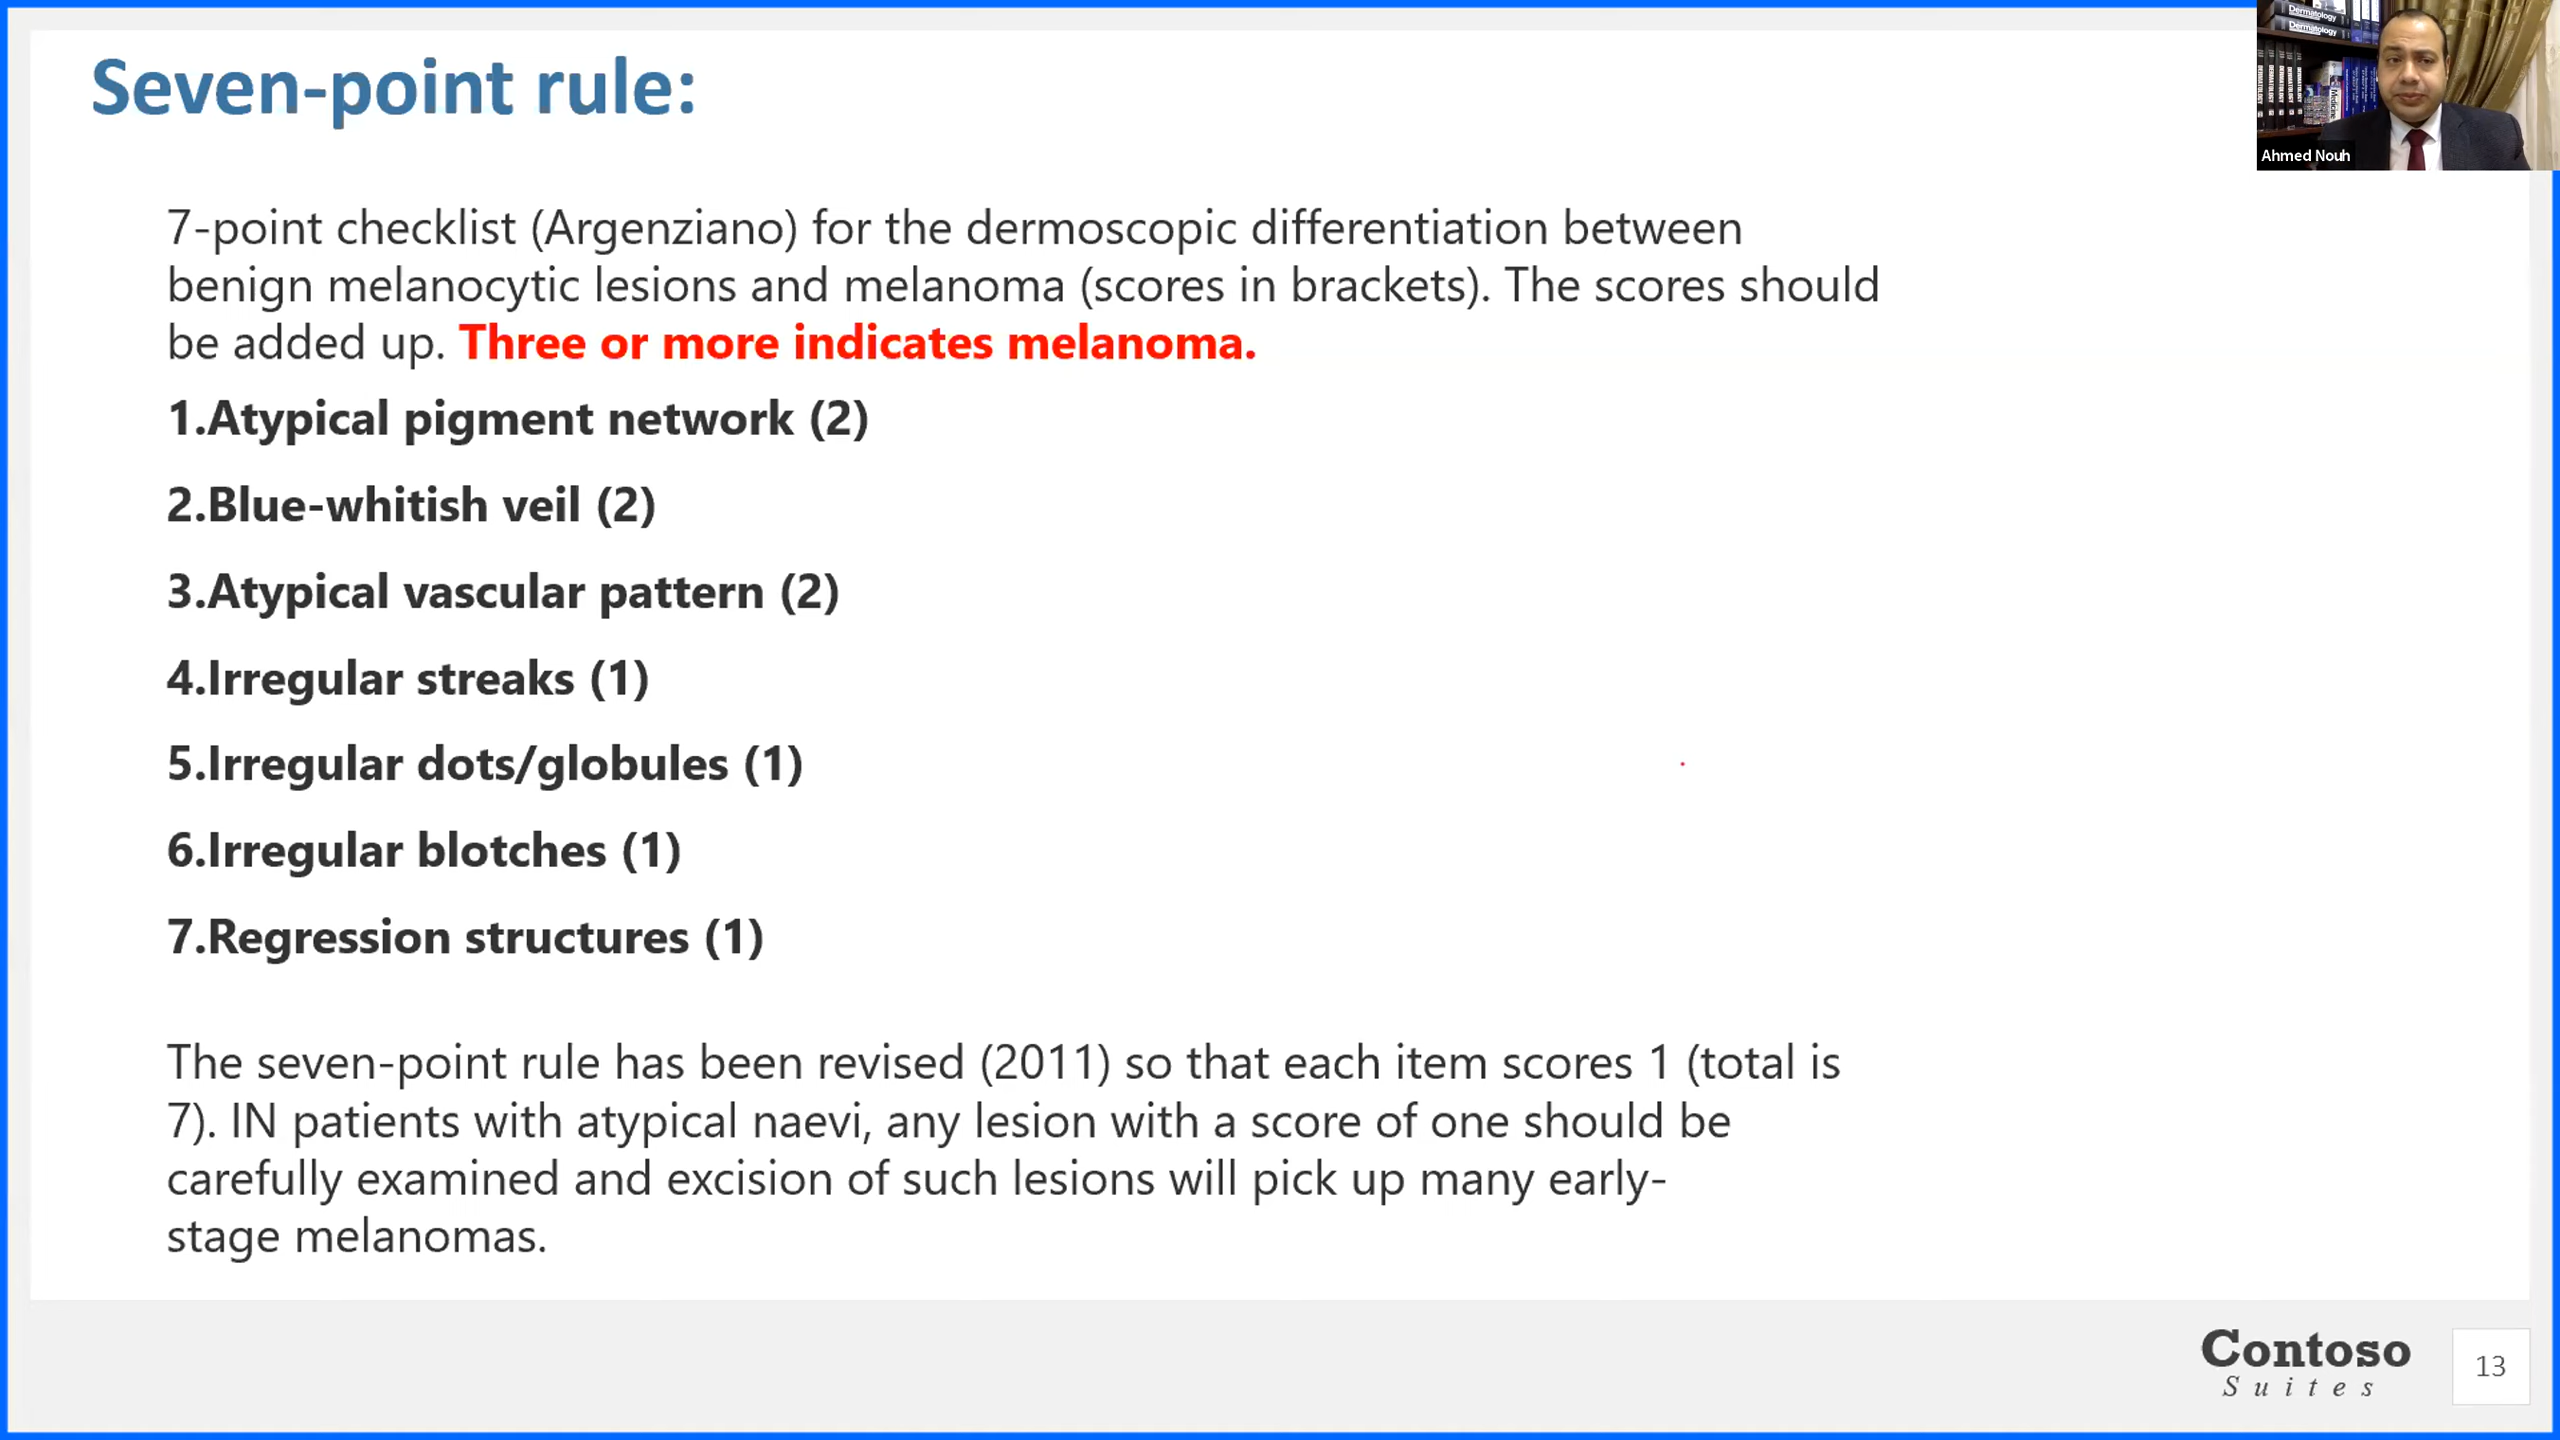 Seven-point rule:
Dermatology
Dermatology
Ahmed Nouh
7-point checklist (Argenziano) for the dermoscopic differentiation between
benign melanocytic lesions and melanoma (scores in brackets). The scores should
be added up. Three or more indicates melanoma.
1.Atypical pigment network (2)
2.Blue-whitish veil (2)
3.Atypical vascular pattern (2)
4.Irregular streaks (1)
5.Irregular dots/globules (1)
6.Irregular blotches (1)
7.Regression structures (1)
The seven-point rule has been revised (2011) so that each item scores 1 (total is
7). IN patients with atypical naevi, any lesion with a score of one should be
carefully examined and excision of such lesions will pick up many early-
stage melanomas.
Contoso
Suites
13